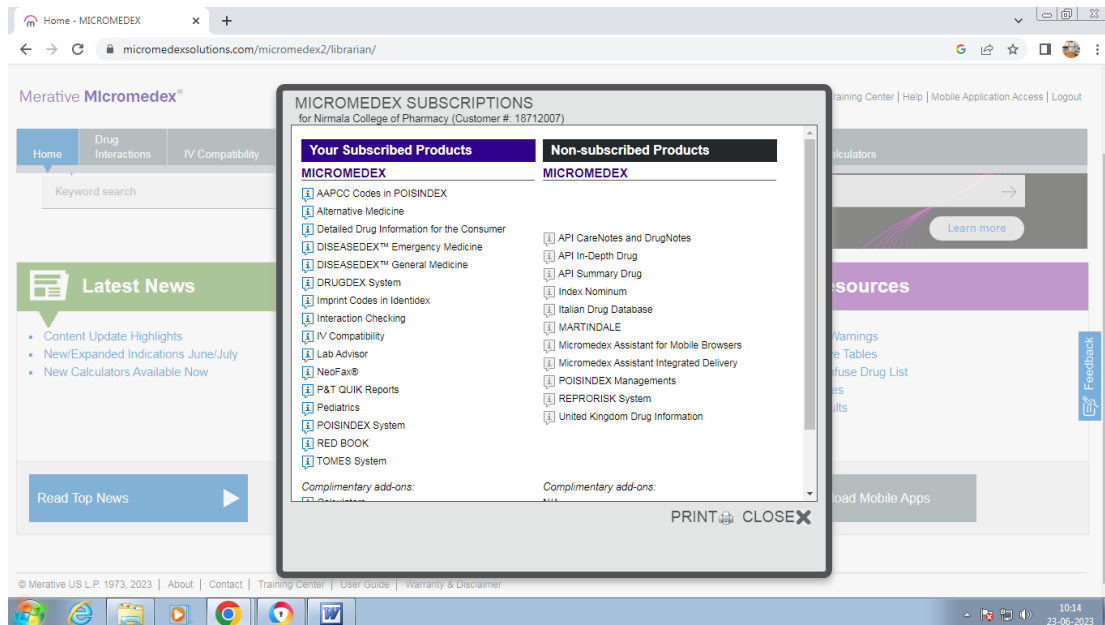 Home - MICROMEDEX
micromedexsolutions.com/micromedex2/librarian/
Merative MIcromedex®
raining Center | Help | Mobile Application Access | Logout
Home
Drug Interactions
IV Compatibility
lculators
Keyword search
Learn more
MICROMEDEX SUBSCRIPTIONS
for Nirmala College of Pharmacy (Customer #: 18712007)
Your Subscribed Products
MICROMEDEX
AAPCC Codes in POISINDEX
Alternative Medicine
Detailed Drug Information for the Consumer
DISEASEDEX™ Emergency Medicine
DISEASEDEX™ General Medicine
DRUGDEX System
Imprint Codes in Identidex
Interaction Checking
IV Compatibility
Lab Advisor
NeoFax®
P&T QUIK Reports
Pediatrics
POISINDEX System
RED BOOK
TOMES System
Complimentary add-ons:
Non-subscribed Products
MICROMEDEX
API CareNotes and DrugNotes
API In-Depth Drug
API Summary Drug
Index Nominum
Italian Drug Database
MARTINDALE
Micromedex Assistant for Mobile Browsers
Micromedex Assistant Integrated Delivery
POISINDEX Managements
REPRORISK System
United Kingdom Drug Information
Complimentary add-ons:
PRINT CLOSE
Latest News
Content Update Highlights
New/Expanded Indications June/July
New Calculators Available Now
esources
Warnings
e Tables
nfuse Drug List
es
ults
Feedback
Read Top News
load Mobile Apps
© Merative US L.P. 1973, 2023 | About | Contact | Training Center | User Guide | Warranty & Disclaimer
10:14
23-06-2023